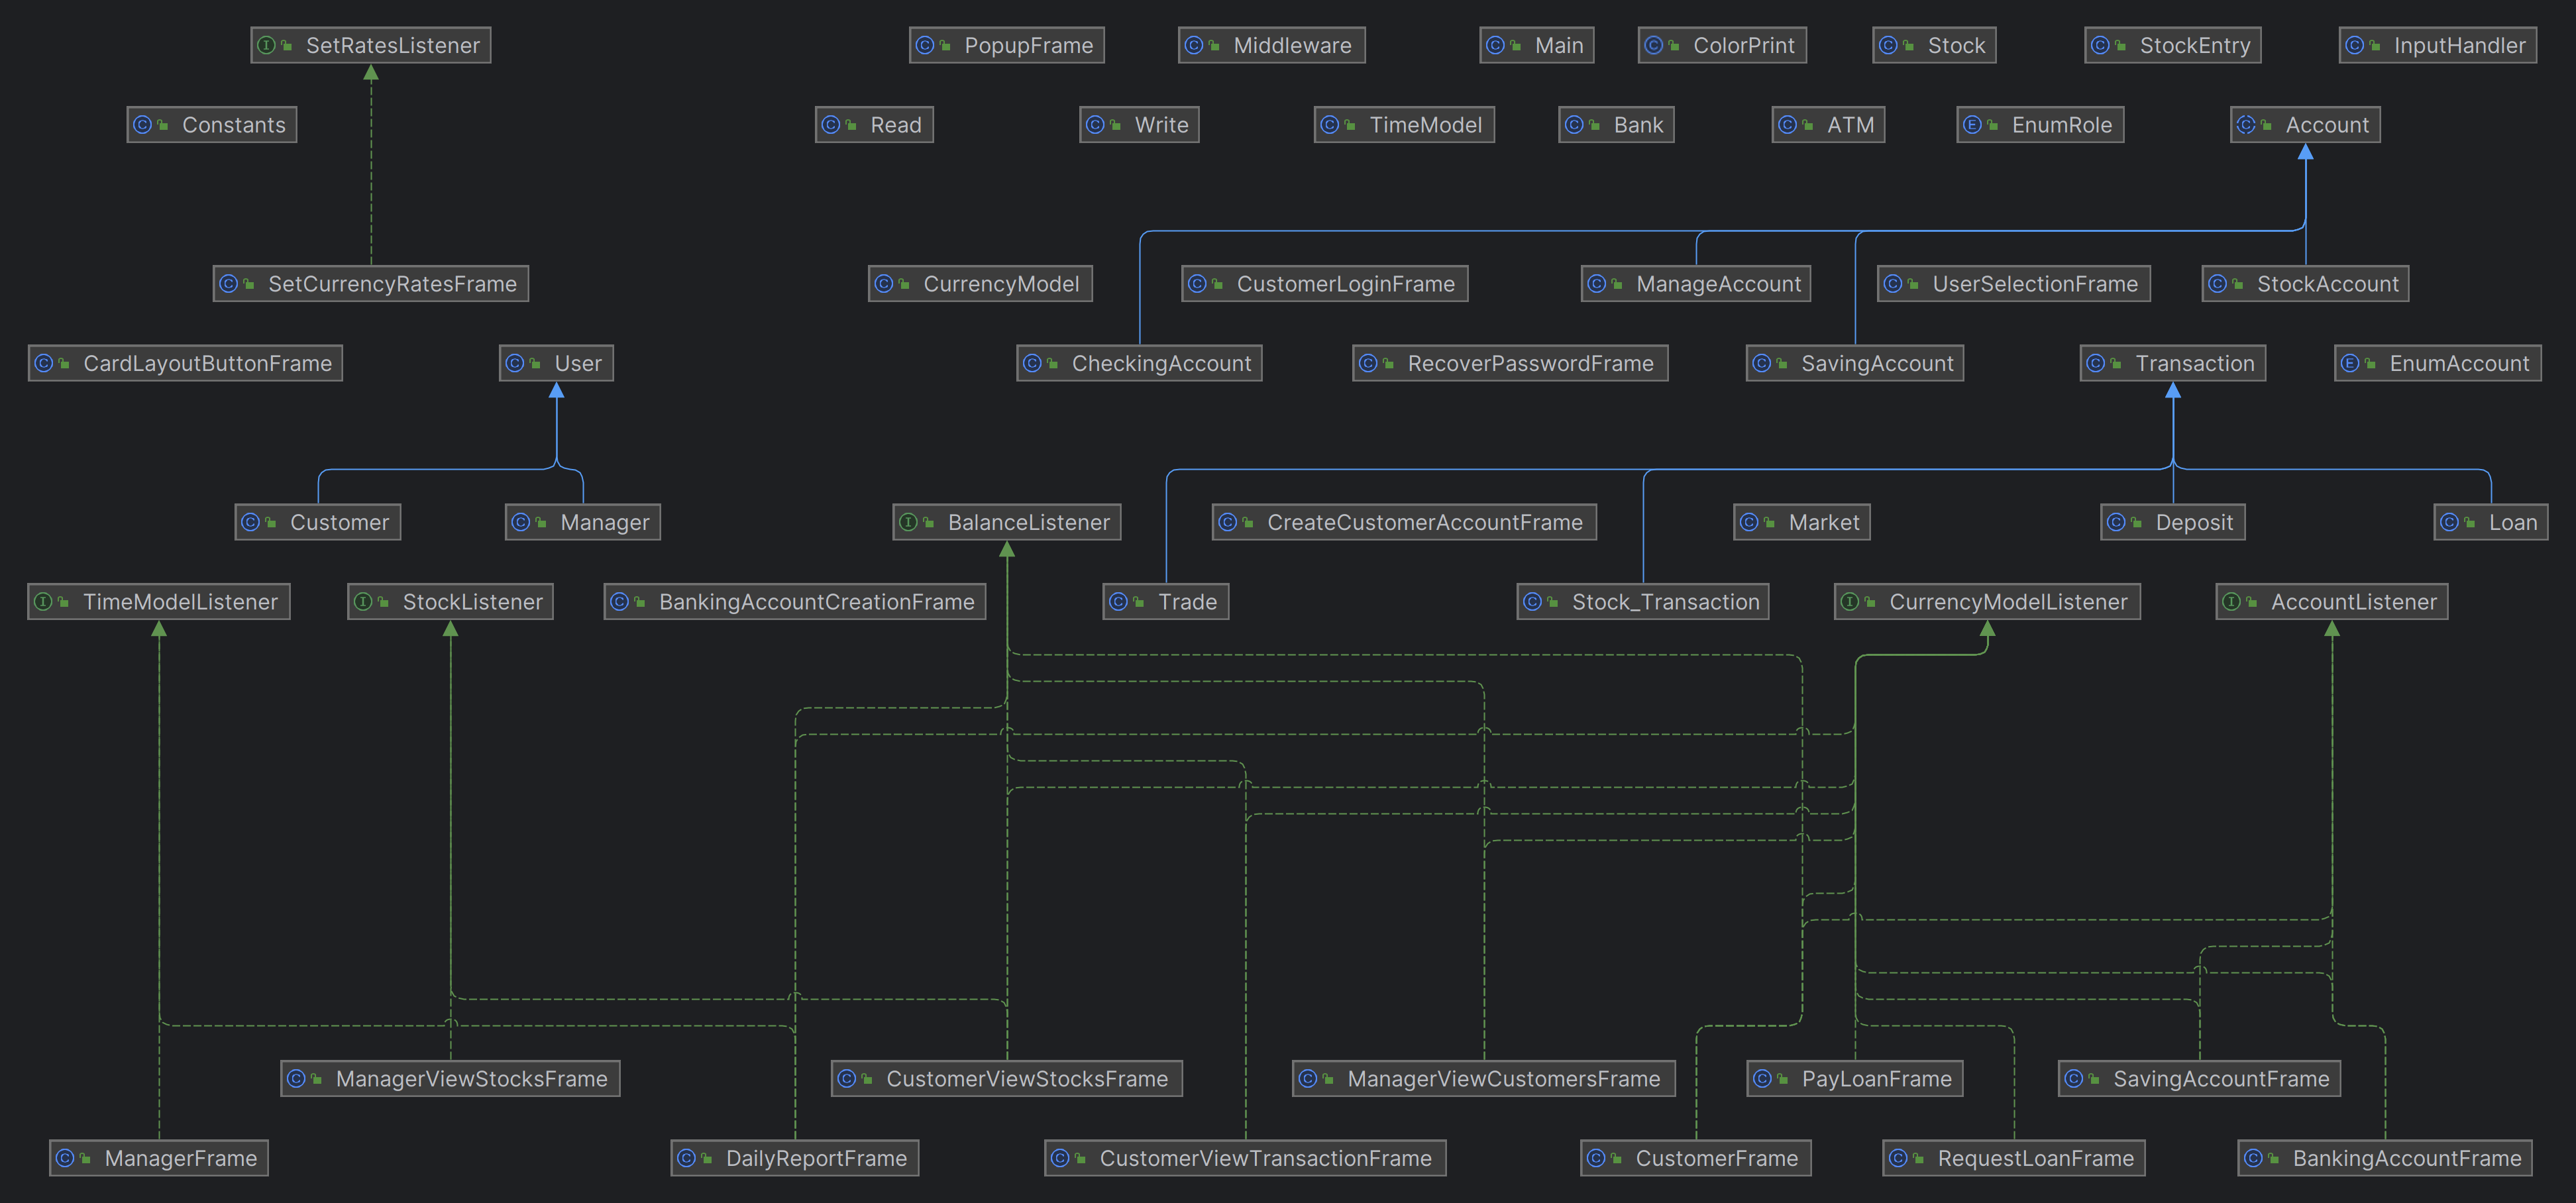 SetRatesListener
PopupFrame
Middleware
Main
ColorPrint
Stock
StockEntry
InputHandler
Constants
Read
Write
TimeModel
Bank
ATM
EnumRole
Account
SetCurrencyRatesFrame
CurrencyModel
CustomerLoginFrame
ManageAccount
UserSelectionFrame
StockAccount
CardLayoutButtonFrame
User
CheckingAccount
RecoverPasswordFrame
SavingAccount
Transaction
EnumAccount
Customer
Manager
BalanceListener
CreateCustomerAccountFrame
Market
Deposit
Loan
TimeModelListener
StockListener
BankingAccountCreationFrame
Trade
Stock_Transaction
CurrencyModelListener
AccountListener
ManagerViewStocksFrame
CustomerViewStocksFrame
ManagerViewCustomersFrame
PayLoanFrame
SavingAccountFrame
ManagerFrame
DailyReportFrame
CustomerViewTransactionFrame
CustomerFrame
RequestLoanFrame
BankingAccountFrame